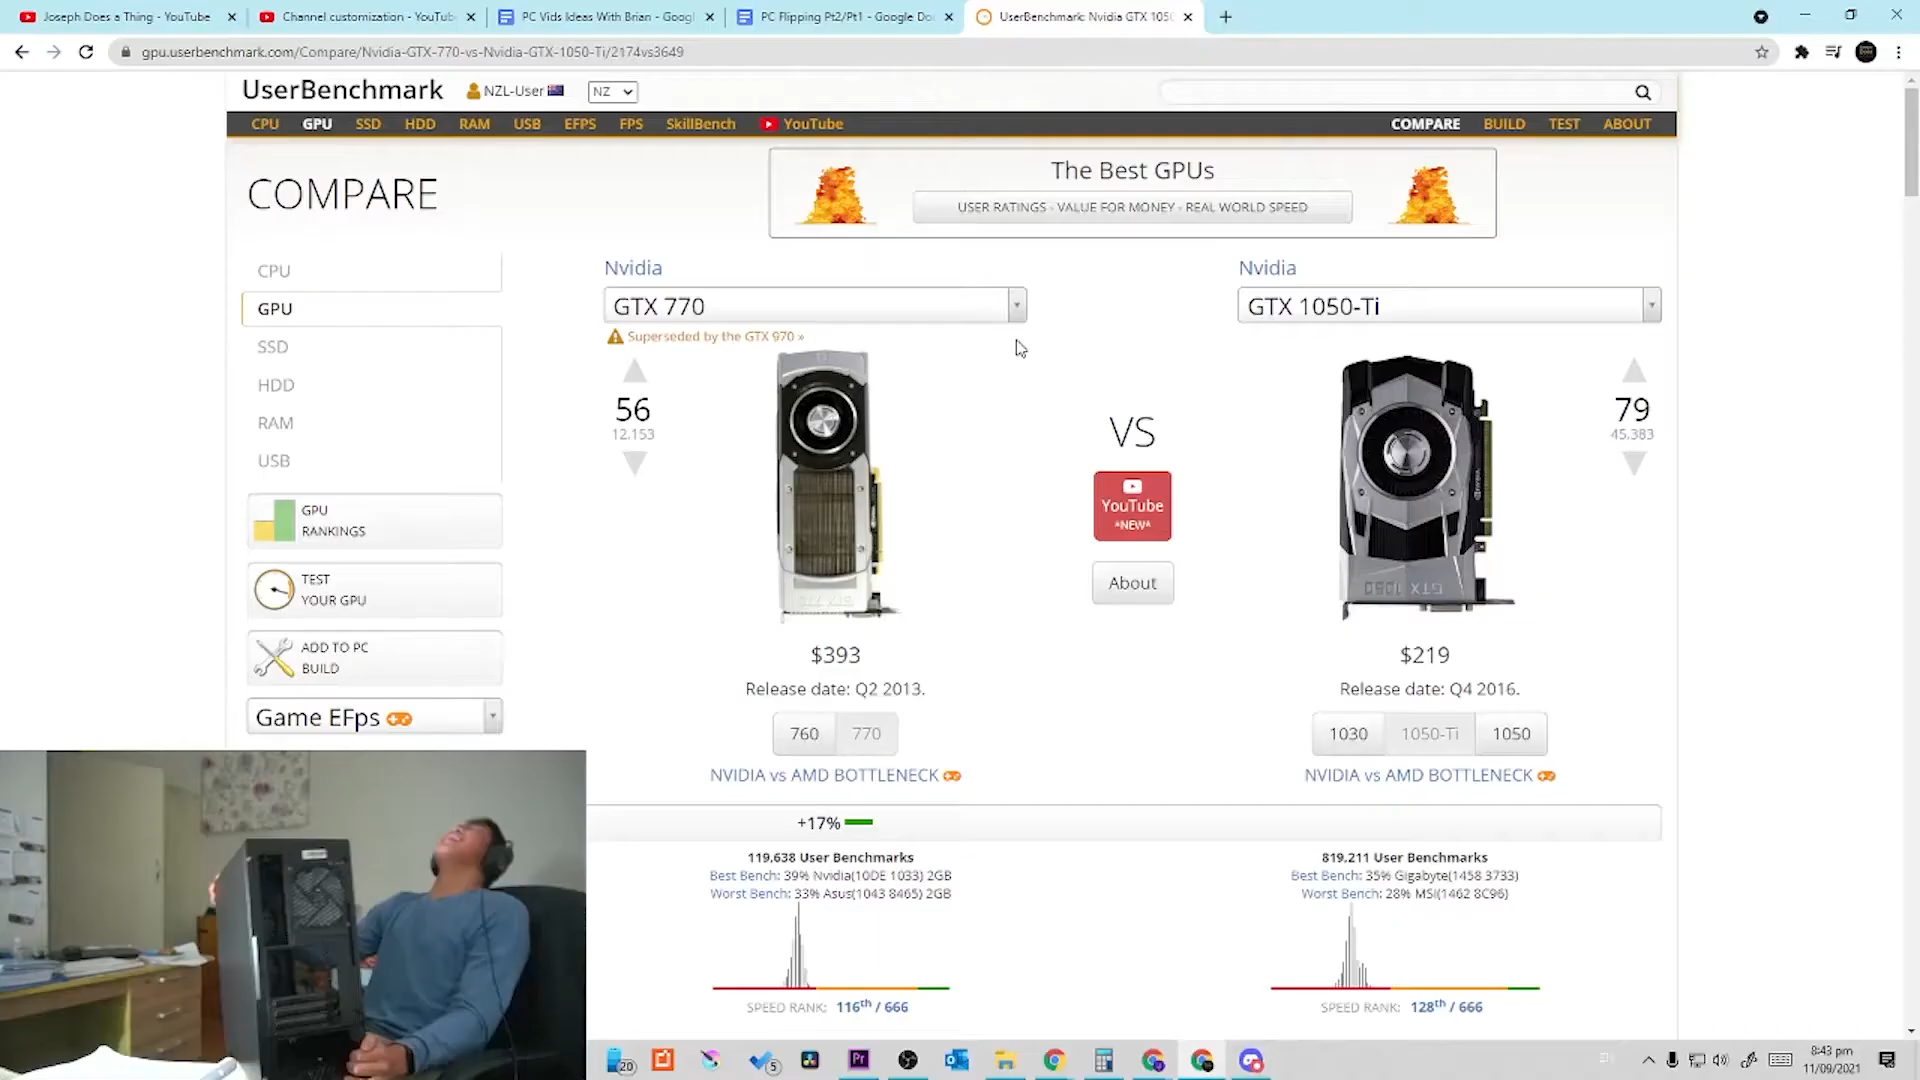 Joseph Does a Thing - YouTube
Channel customization - YouTub
PC Vids Ideas With Brian - Googl
PC Flipping Pt2/Pt1 - Google Do
UserBenchmark: Nvidia GTX 105
gpu.userbenchmark.com/Compare/Nvidia-GTX-770-vs-Nvidia-GTX-1050-Ti/2174vs3649
UserBenchmark NZL-User NZ
CPU GPU SSD HDD RAM USB EFPS FPS SkillBench YouTube COMPARE BUILD TEST ABOUT
COMPARE
The Best GPUs
USER RATINGS - VALUE FOR MONEY - REAL WORLD SPEED
CPU
GPU
SSD
HDD
RAM
USB
GPU
RANKINGS
TEST
YOUR GPU
ADD TO PC
BUILD
Game EFps
Nvidia
GTX 770
Superseded by the GTX 970 »
56
12,153
VS
YouTube
*NEW*
About
Nvidia
GTX 1050-Ti
79
45,383
GTX 1050
$393
Release date: Q2 2013.
760 770
NVIDIA vs AMD BOTTLENECK
$219
Release date: Q4 2016.
1030 1050-Ti 1050
NVIDIA vs AMD BOTTLENECK
+17%
119,638 User Benchmarks
Best Bench: 39% Nvidia(10DE 1033) 2GB
Worst Bench: 33% Asus(1043 8465) 2GB
SPEED RANK: 116th / 666
819,211 User Benchmarks
Best Bench: 35% Gigabyte(1458 3733)
Worst Bench: 28% MSI(1462 8C96)
SPEED RANK: 128th / 666
20
5
Pr
8:43 pm
11/09/2021